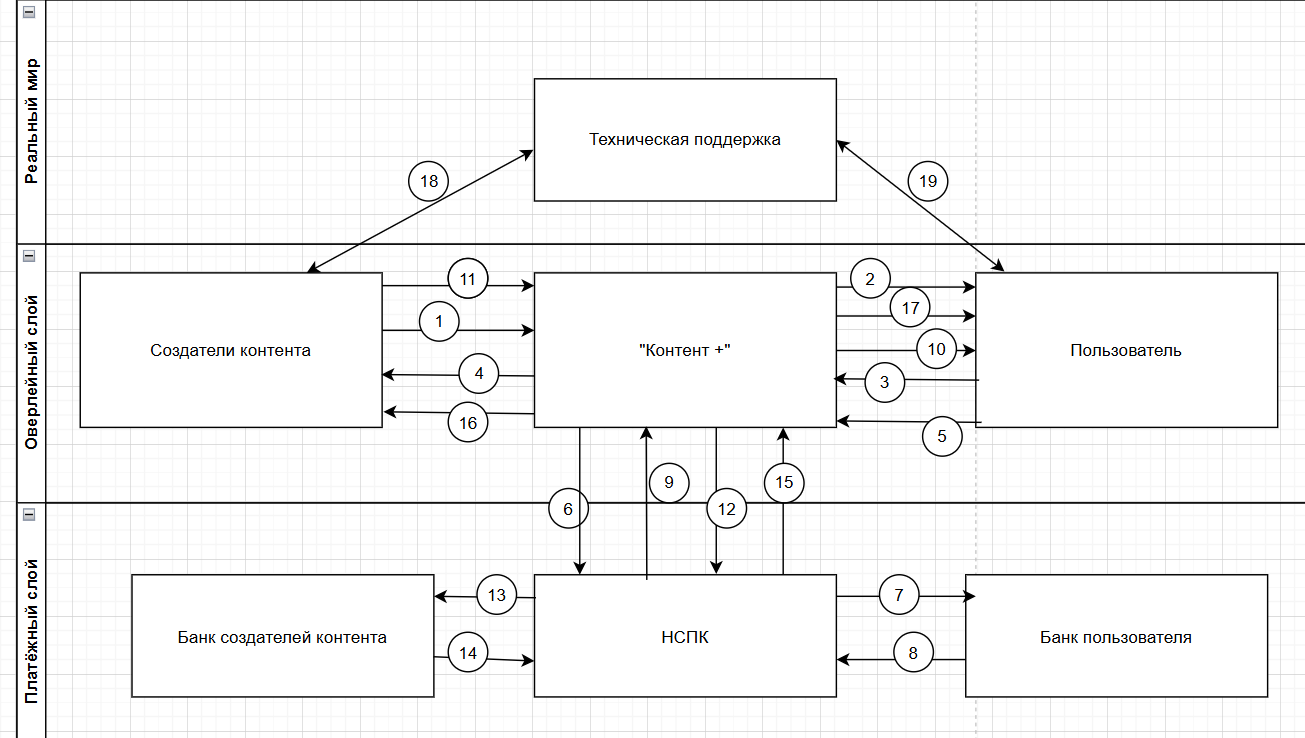 Реальный мир
Техническая поддержка
18
19
Оверлейный слой
11
2
17
1
Создатели контента
"Контент +"
10
Пользователь
4
3
16
5
9
15
6
12
Платёжный слой
13
7
Банк создателей контента
НСПК
Банк пользователя
14
8